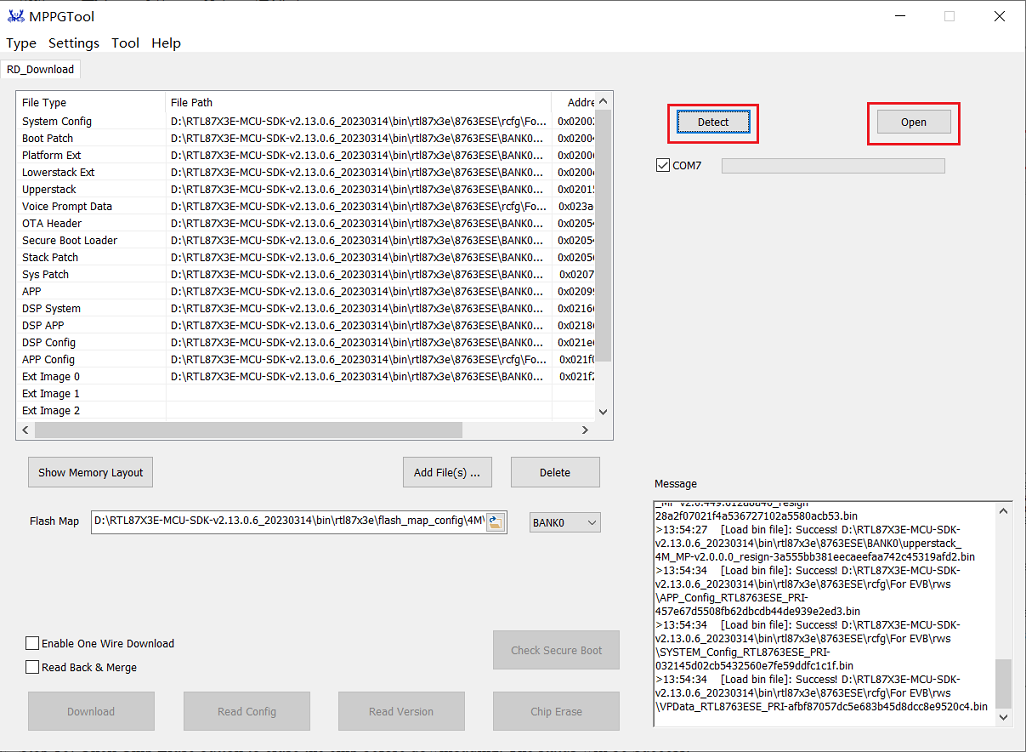 MPPGTool
Type Settings Tool Help
RD_Download
File Type File Path Addre
System Config D:\RTL87X3E-MCU-SDK-v2.13.0.6_20230314\bin\rtl87x3e\8763ESE\rcfg\Fo... 0x0200
Boot Patch D:\RTL87X3E-MCU-SDK-v2.13.0.6_20230314\bin\rtl87x3e\8763ESE\BANK0... 0x0200
Platform Ext D:\RTL87X3E-MCU-SDK-v2.13.0.6_20230314\bin\rtl87x3e\8763ESE\BANK0... 0x0200
Lowerstack Ext D:\RTL87X3E-MCU-SDK-v2.13.0.6_20230314\bin\rtl87x3e\8763ESE\BANK0... 0x0200
Upperstack D:\RTL87X3E-MCU-SDK-v2.13.0.6_20230314\bin\rtl87x3e\8763ESE\BANK0... 0x0201
Voice Prompt Data D:\RTL87X3E-MCU-SDK-v2.13.0.6_20230314\bin\rtl87x3e\8763ESE\rcfg\Fo... 0x023a
OTA Header D:\RTL87X3E-MCU-SDK-v2.13.0.6_20230314\bin\rtl87x3e\8763ESE\BANK0... 0x0205
Secure Boot Loader D:\RTL87X3E-MCU-SDK-v2.13.0.6_20230314\bin\rtl87x3e\8763ESE\BANK0... 0x0205
Stack Patch D:\RTL87X3E-MCU-SDK-v2.13.0.6_20230314\bin\rtl87x3e\8763ESE\BANK0... 0x0205
Sys Patch D:\RTL87X3E-MCU-SDK-v2.13.0.6_20230314\bin\rtl87x3e\8763ESE\BANK0... 0x0207
APP D:\RTL87X3E-MCU-SDK-v2.13.0.6_20230314\bin\rtl87x3e\8763ESE\BANK0... 0x0209
DSP System D:\RTL87X3E-MCU-SDK-v2.13.0.6_20230314\bin\rtl87x3e\8763ESE\BANK0... 0x0216
DSP APP D:\RTL87X3E-MCU-SDK-v2.13.0.6_20230314\bin\rtl87x3e\8763ESE\BANK0... 0x0218
DSP Config D:\RTL87X3E-MCU-SDK-v2.13.0.6_20230314\bin\rtl87x3e\8763ESE\BANK0... 0x021e
APP Config D:\RTL87X3E-MCU-SDK-v2.13.0.6_20230314\bin\rtl87x3e\8763ESE\rcfg\Fo... 0x021f
Ext Image 0 D:\RTL87X3E-MCU-SDK-v2.13.0.6_20230314\bin\rtl87x3e\8763ESE\BANK0... 0x021f2
Ext Image 1
Ext Image 2
Detect Open
COM7
Show Memory Layout Add File(s) ... Delete
Flash Map D:\RTL87X3E-MCU-SDK-v2.13.0.6_20230314\bin\rtl87x3e\flash_map_config\4M\ BANK0
Message
28a2f07021f4a536727102a5580acb53.bin
>13:54:27 [Load bin file]: Success! D:\RTL87X3E-MCU-SDK-
v2.13.0.6_20230314\bin\rtl87x3e\8763ESE\BANK0\upperstack_
4M_MP-v2.0.0.0_resign-3a555bb381eecaeefaa742c45319afd2.bin
>13:54:34 [Load bin file]: Success! D:\RTL87X3E-MCU-SDK-
v2.13.0.6_20230314\bin\rtl87x3e\8763ESE\rcfg\For EVB\rws
\APP_Config_RTL8763ESE_PRI-
457e67d5508fb62dbcdb44de939e2ed3.bin
>13:54:34 [Load bin file]: Success! D:\RTL87X3E-MCU-SDK-
v2.13.0.6_20230314\bin\rtl87x3e\8763ESE\rcfg\For EVB\rws
\SYSTEM_Config_RTL8763ESE_PRI-
032145d02cb5432560e7fe59ddfc1c1f.bin
>13:54:34 [Load bin file]: Success! D:\RTL87X3E-MCU-SDK-
v2.13.0.6_20230314\bin\rtl87x3e\8763ESE\rcfg\For EVB\rws
\VPData_RTL8763ESE_PRI-afbf87057dc5e683b45d8dcc8e9520c4.bin
Enable One Wire Download
Read Back & Merge
Check Secure Boot
Download Read Config Read Version Chip Erase